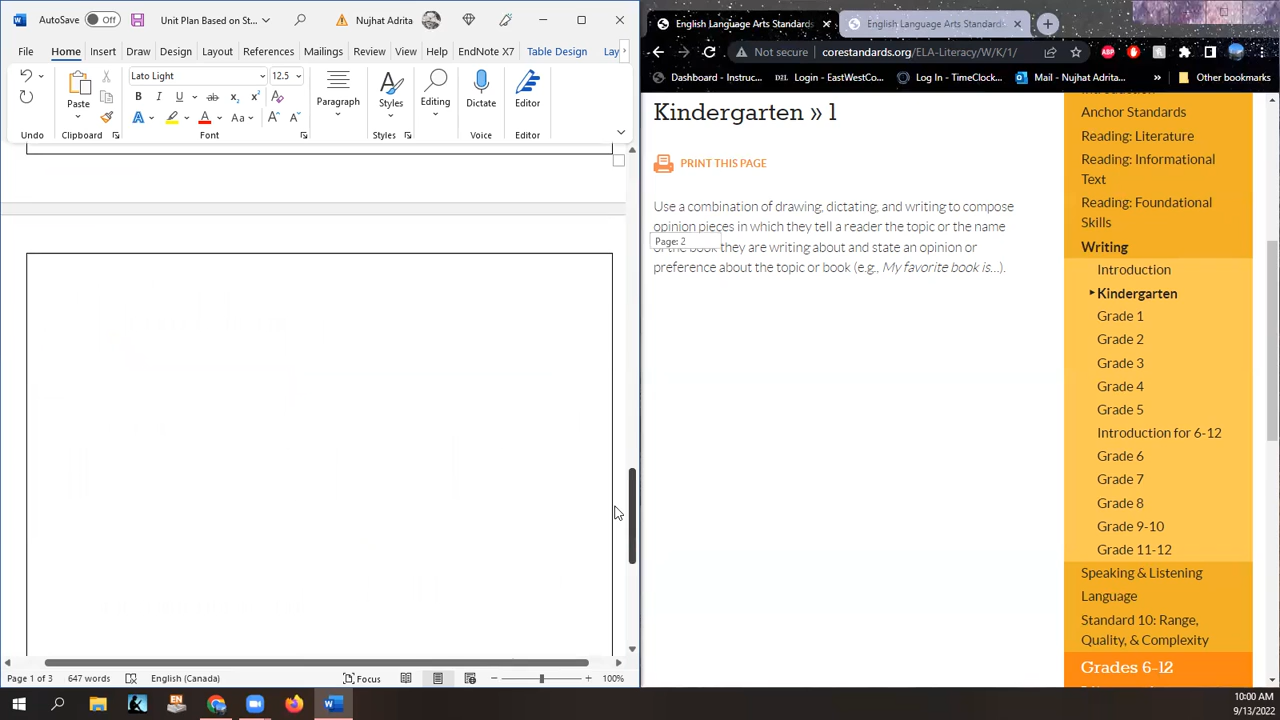 AutoSave Off Unit Plan Based on St... Nujhat Adrita
File Home Insert Draw Design Layout References Mailings Review View Help EndNote X7 Table Design Lay
Lato Light 12.5
Paste Paragraph Styles Editing Dictate Editor
B I U ab x₂ x²
A A Aa A A
Undo Clipboard Font Styles Voice Editor
Page 1 of 3 647 words English (Canada) Focus 100%
English Language Arts Standards English Language Arts Standards
Not secure corestandards.org/ELA-Literacy/W/K/1/
Dashboard - Instruc... Login - EastWestCo... Log In - TimeClock... Mail - Nujhat Adrita... » Other bookmarks
Kindergarten » 1
PRINT THIS PAGE
Use a combination of drawing, dictating, and writing to compose
opinion pieces in which they tell a reader the topic or the name
Page: 2
of the book they are writing about and state an opinion or
preference about the topic or book (e.g., My favorite book is...).
Anchor Standards
Reading: Literature
Reading: Informational
Text
Reading: Foundational
Skills
Writing
Introduction
Kindergarten
Grade 1
Grade 2
Grade 3
Grade 4
Grade 5
Introduction for 6-12
Grade 6
Grade 7
Grade 8
Grade 9-10
Grade 11-12
Speaking & Listening
Language
Standard 10: Range,
Quality, & Complexity
Grades 6-12
EN
10:00 AM
9/13/2022